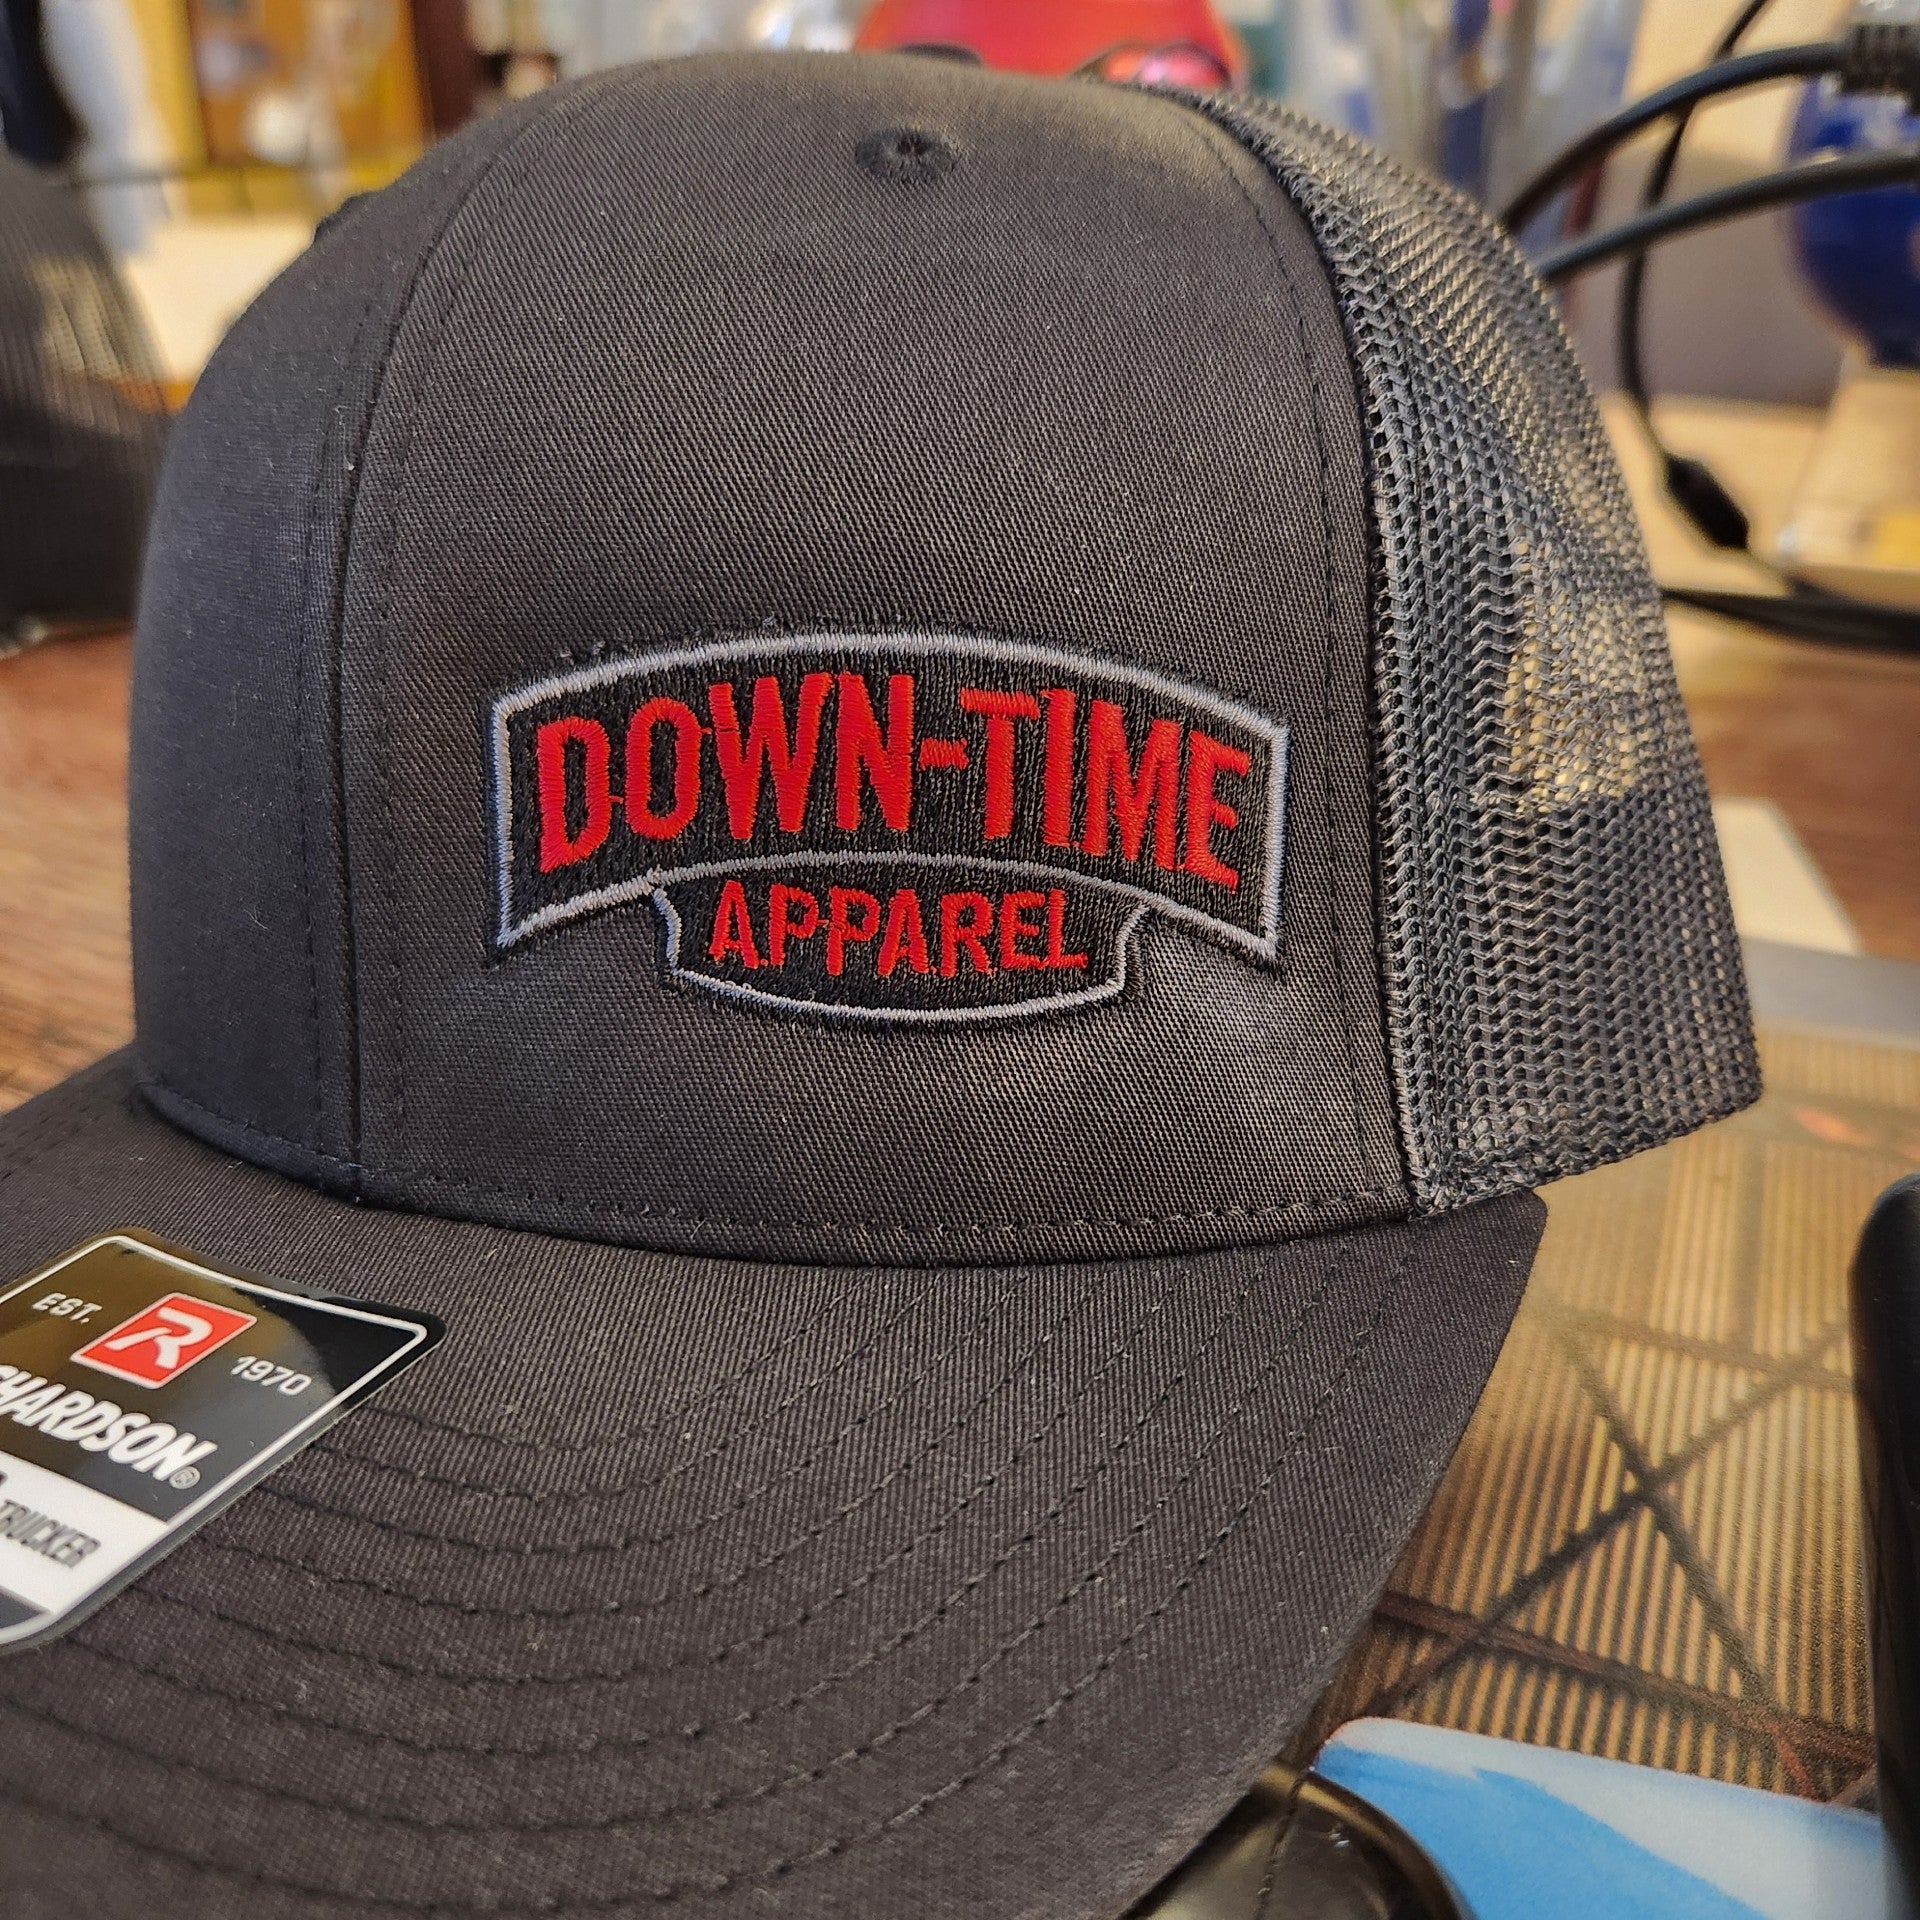 DOWN-TIME
APPAREL
EST. R 1970
CHARDSON®
TRUCKER